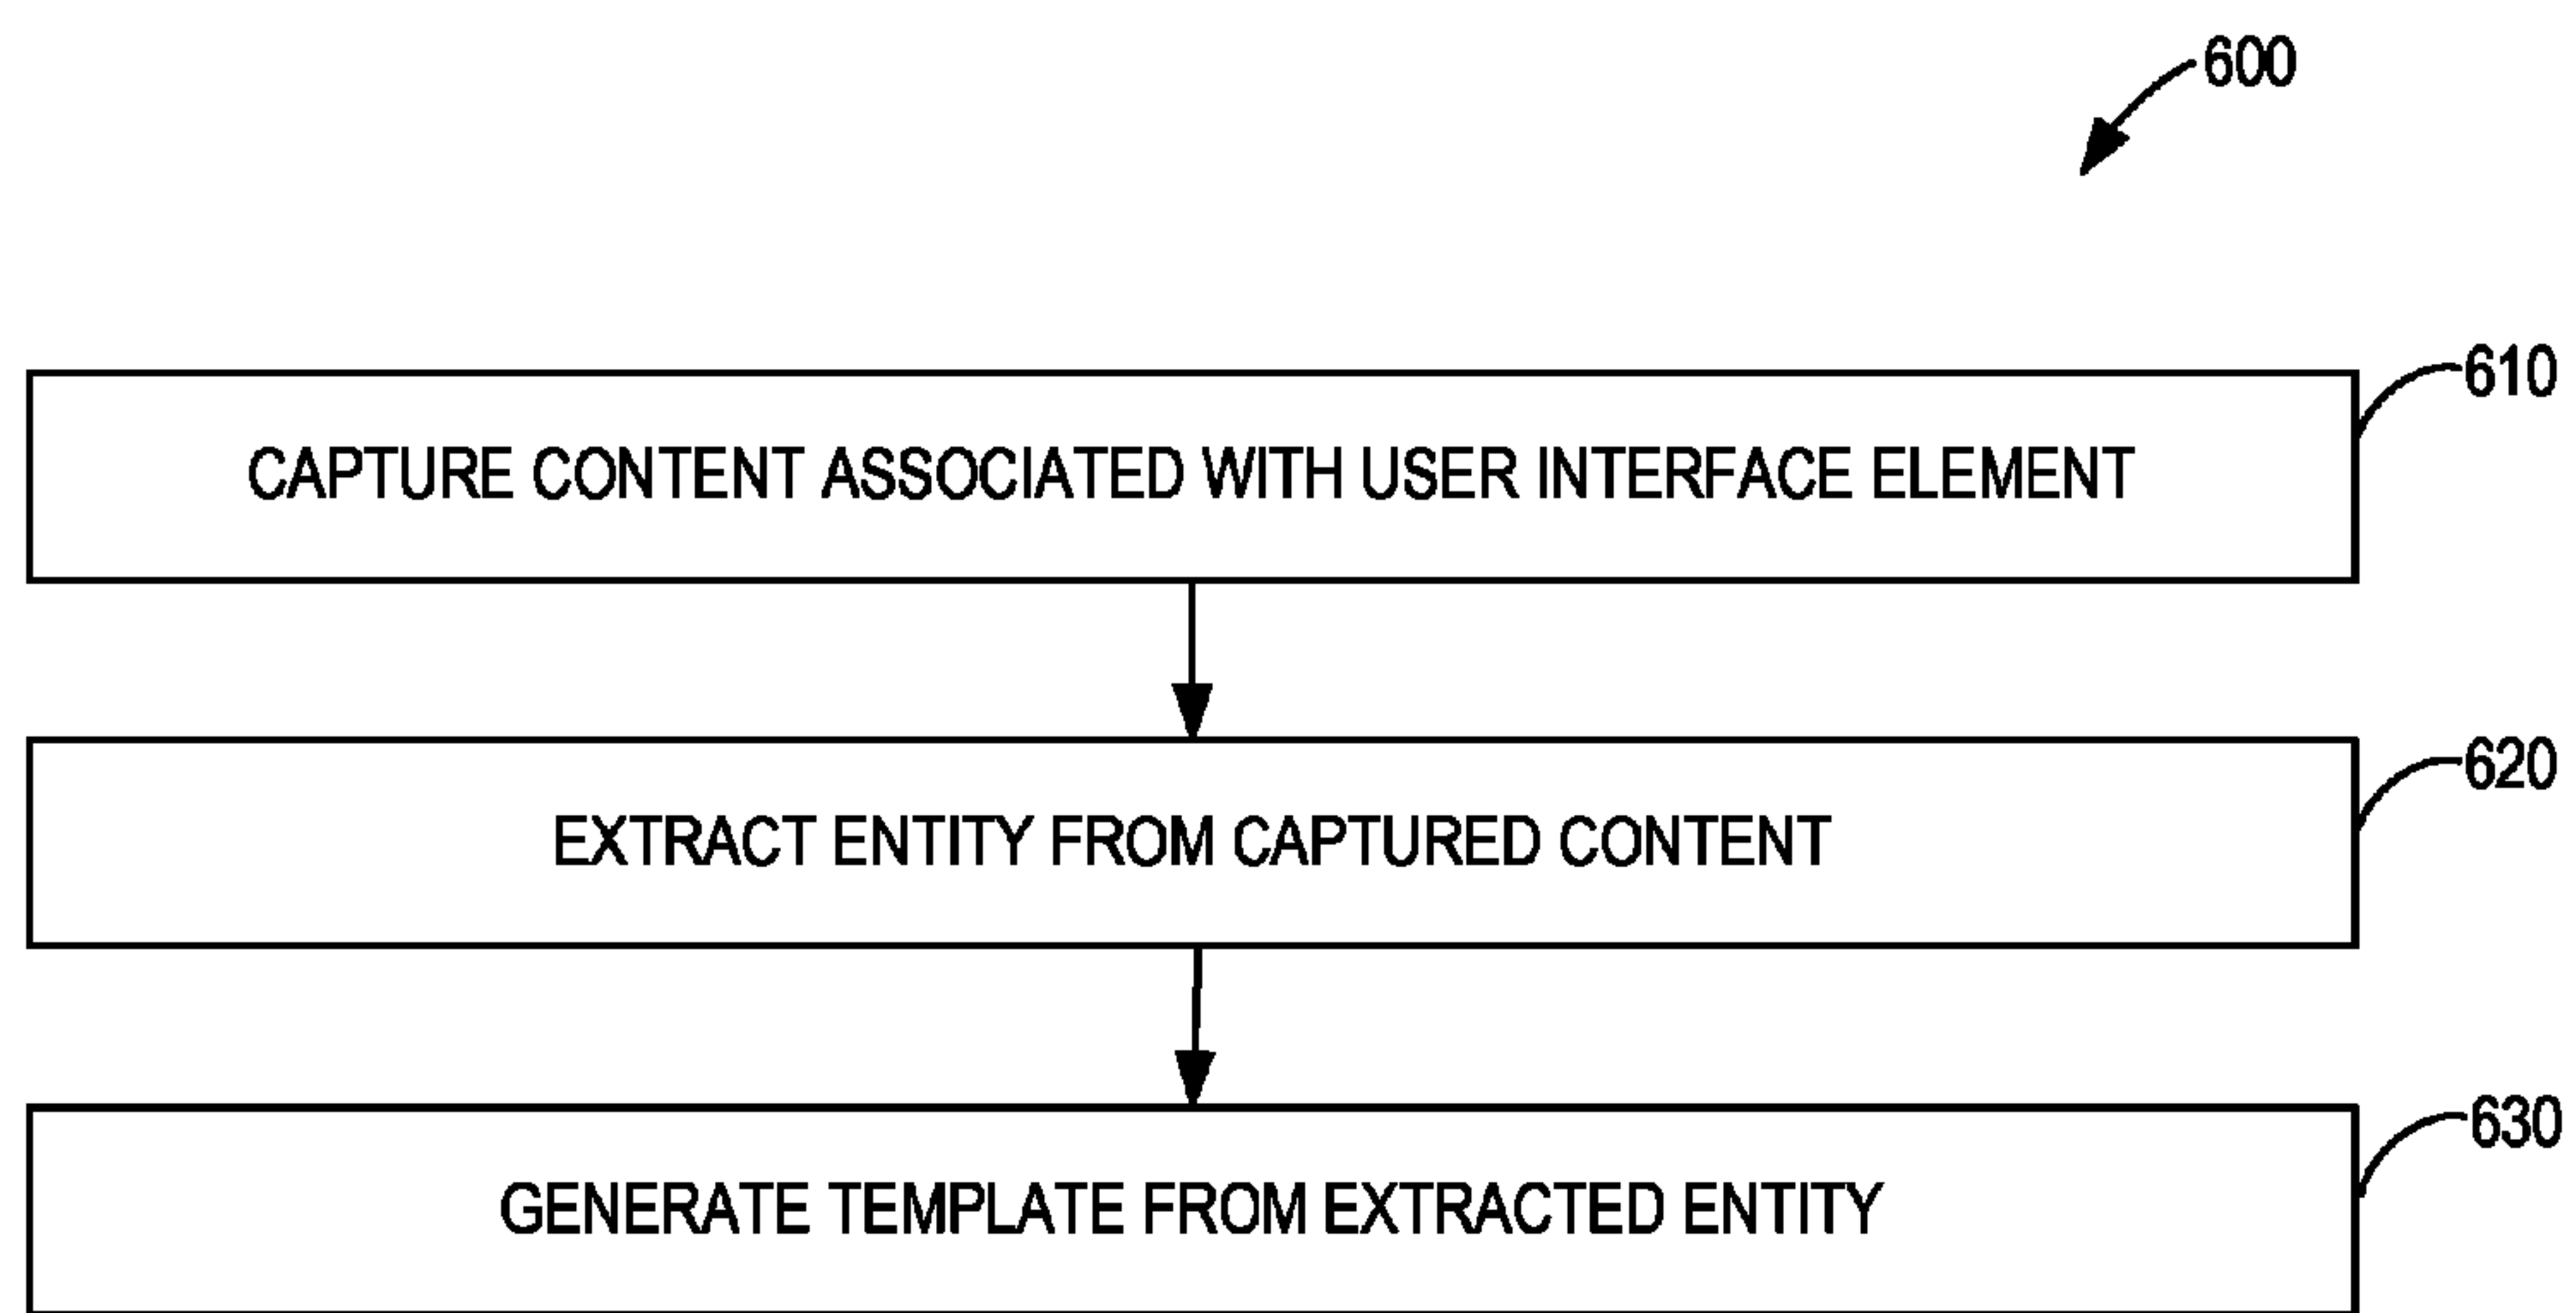 600
610
CAPTURE CONTENT ASSOCIATED WITH USER INTERFACE ELEMENT
620
EXTRACT ENTITY FROM CAPTURED CONTENT
630
GENERATE TEMPLATE FROM EXTRACTED ENTITY